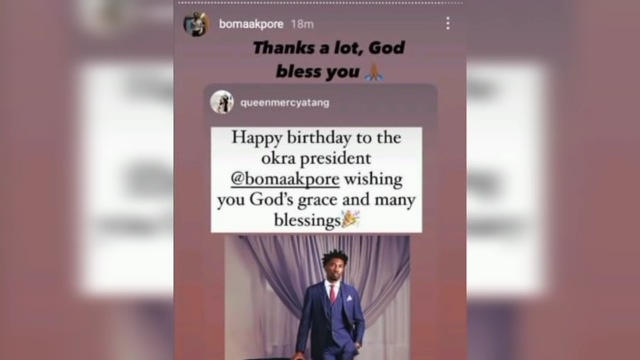 bomaakpore 18m
Thanks a lot, God
bless you 🙏🏾
queenmercyatang
Happy birthday to the
okra president
@bomaakpore wishing
you God's grace and many
blessings🎉